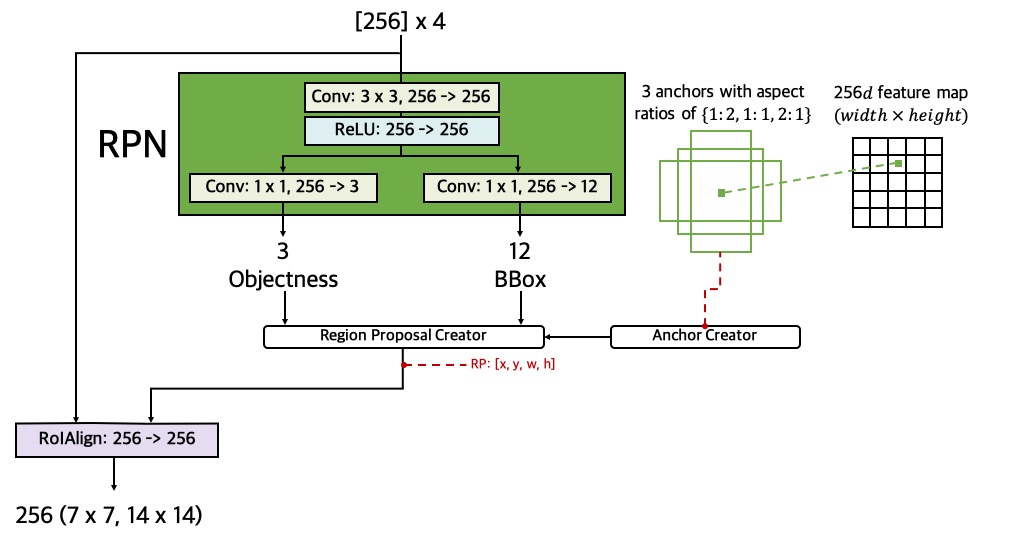 [256] x 4
RPN
Conv: 3 x 3, 256 -> 256
ReLU: 256 -> 256
Conv: 1 x 1, 256 -> 3
Conv: 1 x 1, 256 -> 12
3 anchors with aspect
ratios of {1: 2, 1: 1, 2: 1}
256d feature map
(width × height)
3
Objectness
12
BBox
Region Proposal Creator
Anchor Creator
RP: [x, y, w, h]
RoIAlign: 256 -> 256
256 (7 x 7, 14 x 14)